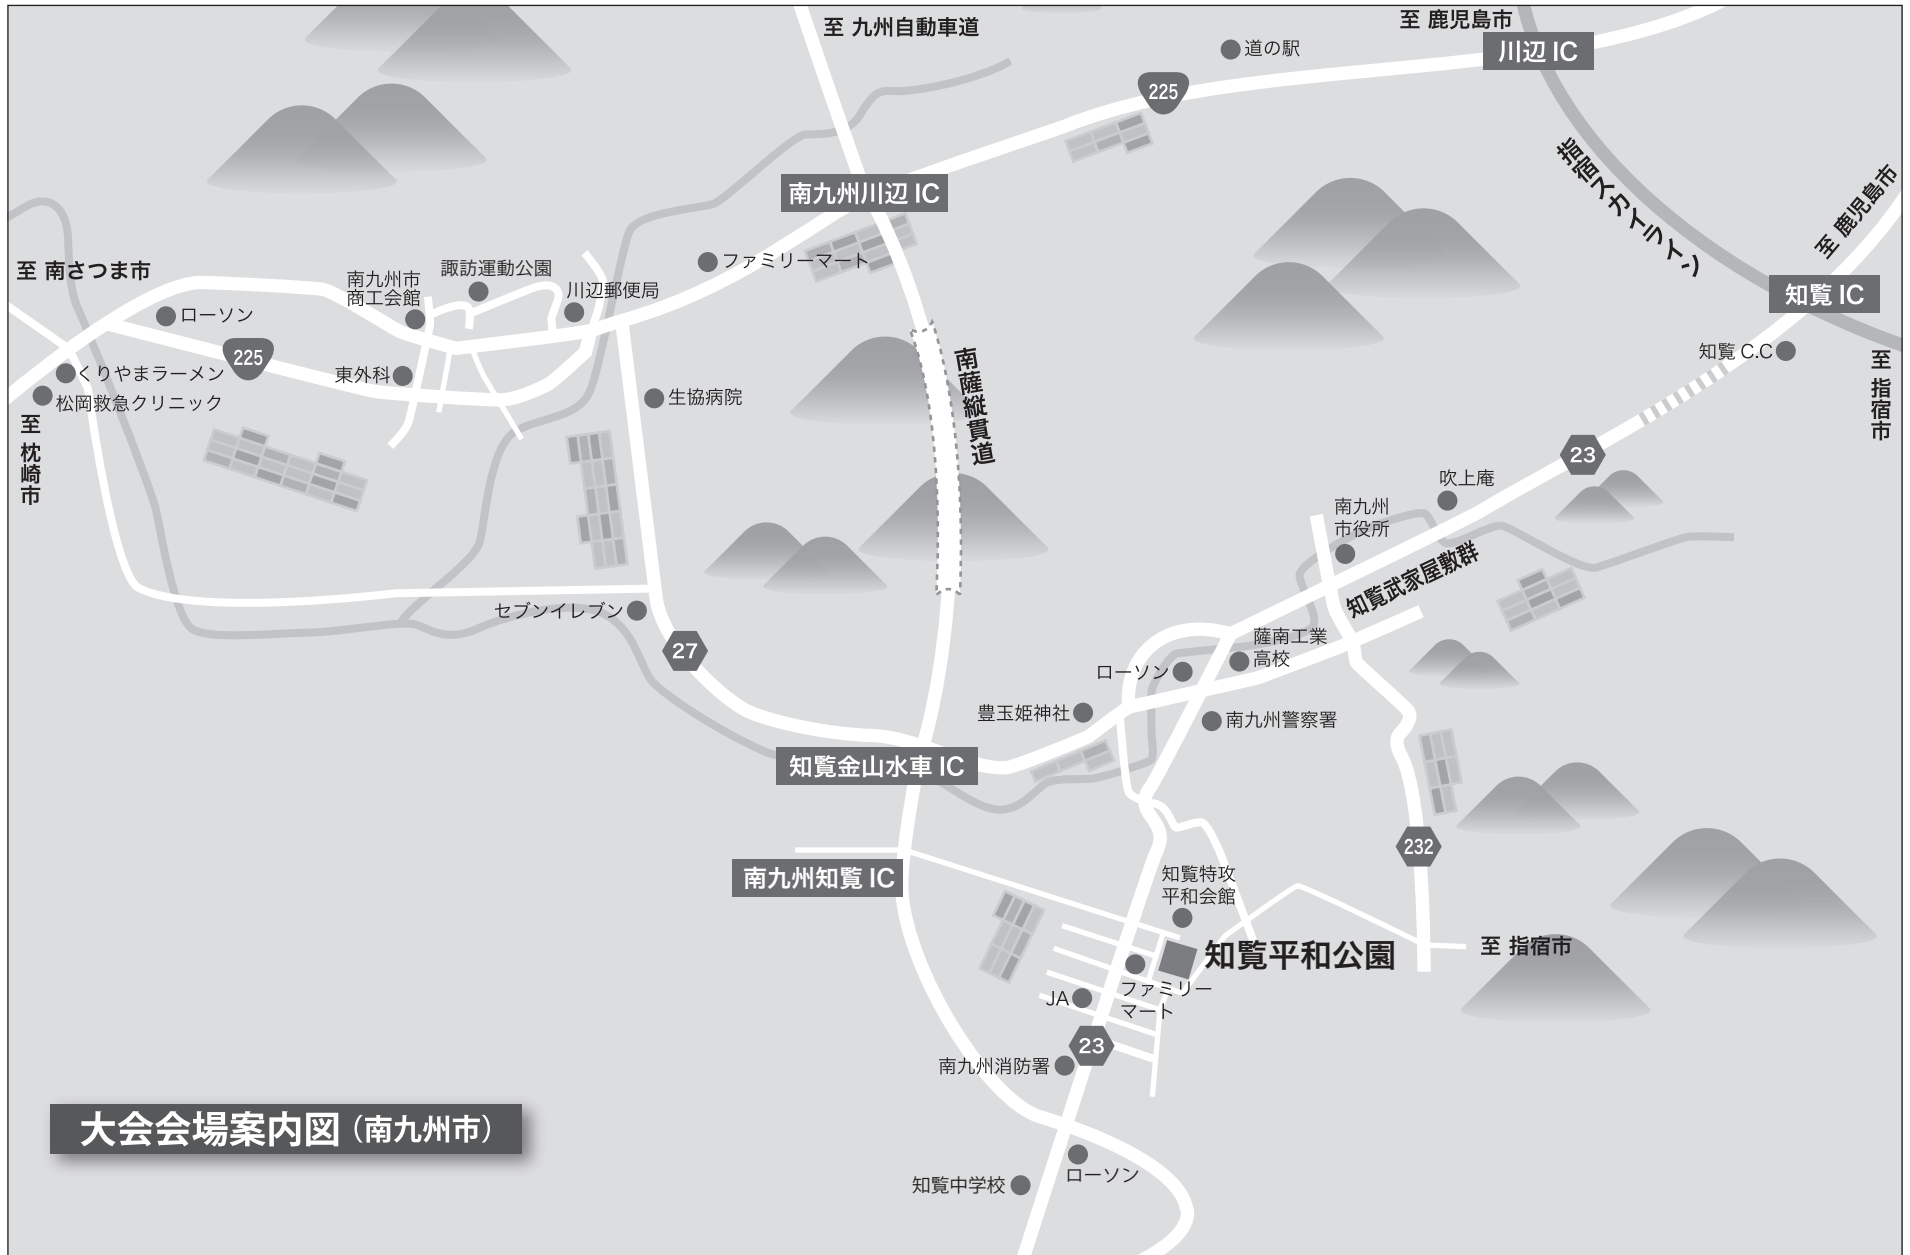 至 九州自動車道
至 鹿児島市
道の駅
川辺 IC
225
指宿スカイライン
至 鹿児島市
南九州川辺 IC
至 南さつま市
諏訪運動公園
南九州市
商工会館
川辺郵便局
ファミリーマート
知覧 IC
ローソン
225
知覧 C.C
南薩縦貫道
至 指宿市
くりやまラーメン
東外科
松岡救急クリニック
生協病院
至 枕崎市
23
吹上庵
南九州
市役所
知覧武家屋敷群
セブンイレブン
27
薩南工業
高校
ローソン
豊玉姫神社
南九州警察署
知覧金山水車 IC
232
南九州知覧 IC
知覧特攻
平和会館
知覧平和公園
至 指宿市
ファミリー
マート
JA
23
南九州消防署
大会会場案内図（南九州市）
ローソン
知覧中学校